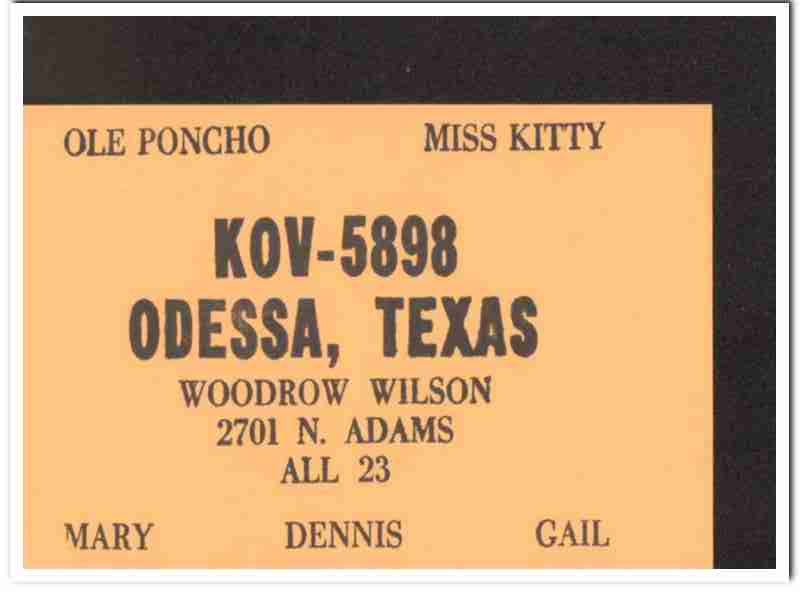 OLE PONCHO MISS KITTY
KOV-5898
ODESSA, TEXAS
WOODROW WILSON
2701 N. ADAMS
ALL 23
MARY DENNIS GAIL